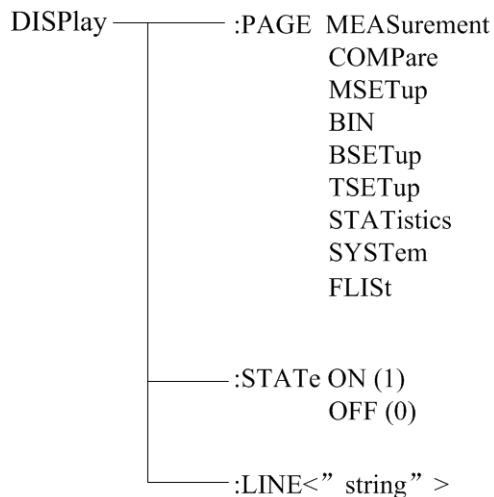 DISPlay :PAGE MEASurement
COMPare
MSETup
BIN
BSETup
TSETup
STATistics
SYSTem
FLISt
:STATe ON (1)
OFF (0)
:LINE<” string” >